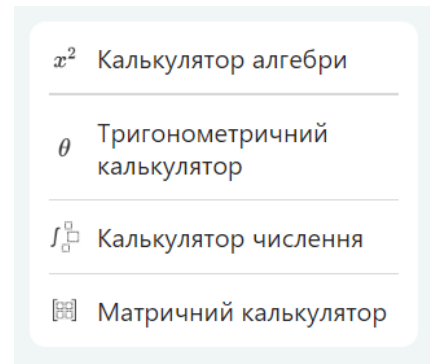 x² Калькулятор алгебри
θ Тригонометричний
калькулятор
∫ Калькулятор числення
Матричний калькулятор